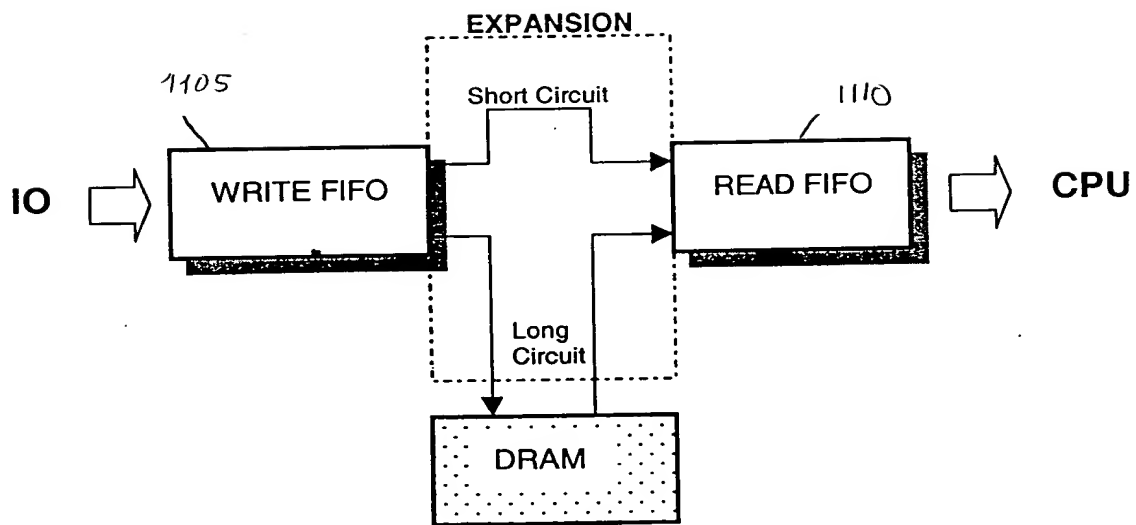 EXPANSION
1105
Short Circuit
1110
IO
WRITE FIFO
READ FIFO
CPU
Long
Circuit
DRAM